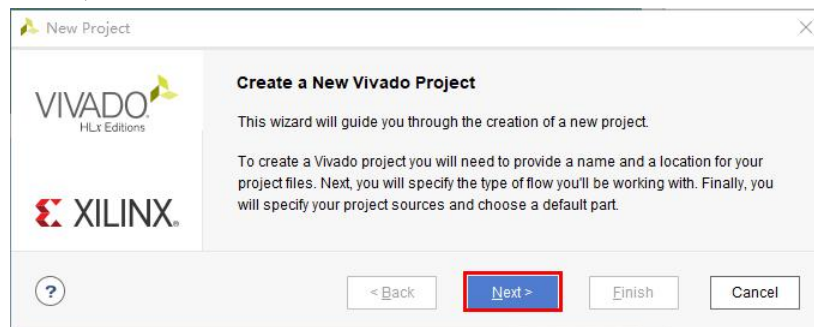 New Project
VIVADO.
HLx Editions
XILINX.
Create a New Vivado Project
This wizard will guide you through the creation of a new project.
To create a Vivado project you will need to provide a name and a location for your
project files. Next, you will specify the type of flow you'll be working with. Finally, you
will specify your project sources and choose a default part.
?
< Back
Next >
Finish
Cancel